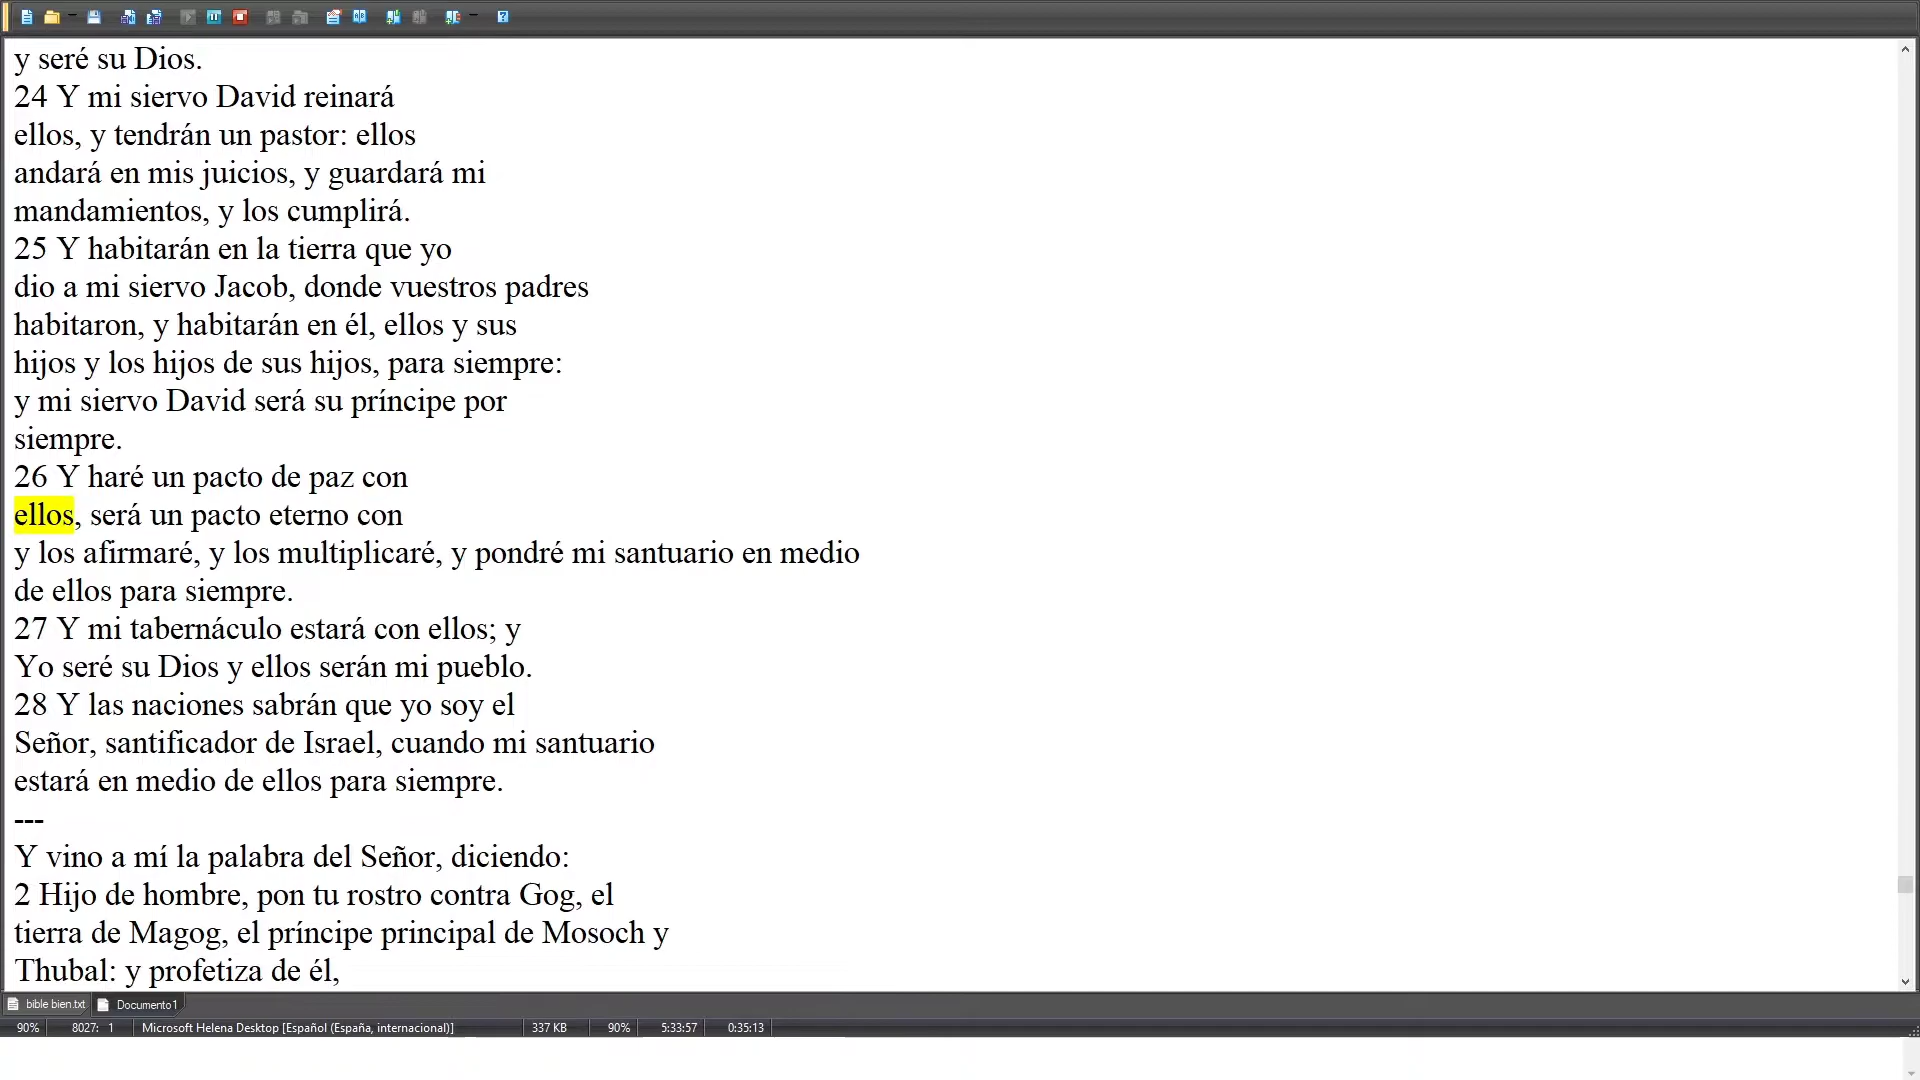 y seré su Dios.
24 Y mi siervo David reinará
ellos, y tendrán un pastor: ellos
andará en mis juicios, y guardará mi
mandamientos, y los cumplirá.
25 Y habitarán en la tierra que yo
dio a mi siervo Jacob, donde vuestros padres
habitaron, y habitarán en él, ellos y sus
hijos y los hijos de sus hijos, para siempre:
y mi siervo David será su príncipe por
siempre.
26 Y haré un pacto de paz con
ellos, será un pacto eterno con
y los afirmaré, y los multiplicaré, y pondré mi santuario en medio
de ellos para siempre.
27 Y mi tabernáculo estará con ellos; y
Yo seré su Dios y ellos serán mi pueblo.
28 Y las naciones sabrán que yo soy el
Señor, santificador de Israel, cuando mi santuario
estará en medio de ellos para siempre.
---
Y vino a mí la palabra del Señor, diciendo:
2 Hijo de hombre, pon tu rostro contra Gog, el
tierra de Magog, el príncipe principal de Mosoch y
Thubal: y profetiza de él,
bible bien.txt Documento1
90% 8027: 1 Microsoft Helena Desktop [Español (España, internacional)] 337 KB 90% 5:33:57 0:35:13